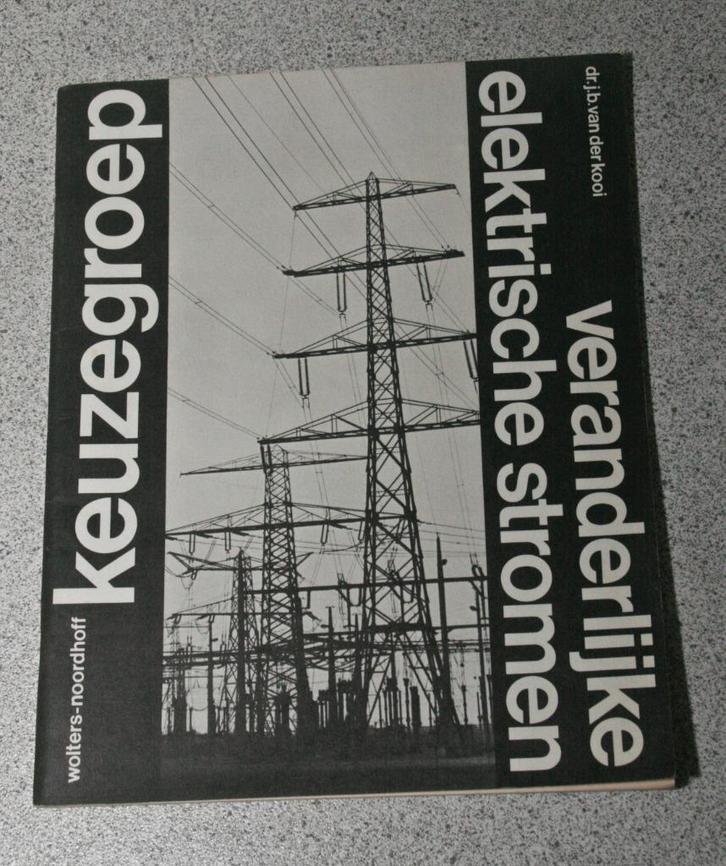 keuzegroep
wolters-noordhoff
dr.j.b.van der kooi
veranderlijke
elektrische stromen